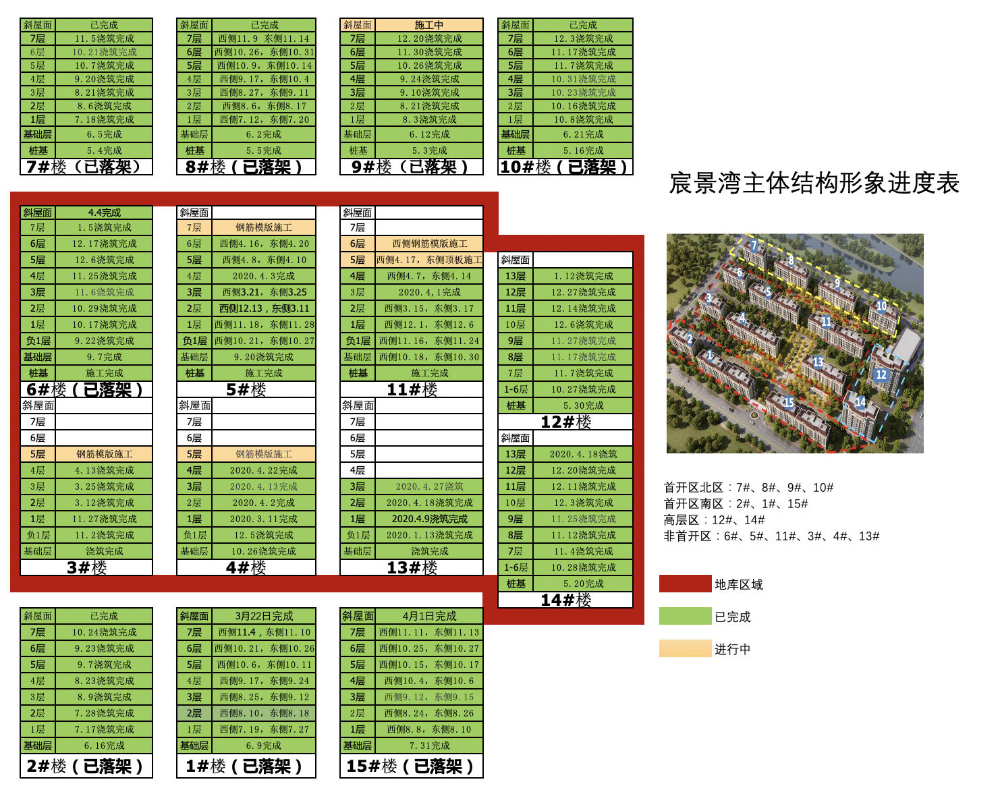 斜屋面 已完成
7层 11.5浇筑完成
6层 10.21浇筑完成
5层 10.7浇筑完成
4层 9.20浇筑完成
3层 8.21浇筑完成
2层 8.6浇筑完成
1层 7.18浇筑完成
基础层 6.5完成
桩基 5.4完成
7#楼（已落架）
斜屋面 已完成
7层 西侧11.9 东侧11.14
6层 西侧10.26，东侧10.31
5层 西侧10.9，东侧10.14
4层 西侧9.17，东侧10.4
3层 西侧8.27，东侧9.11
2层 西侧8.6，东侧8.17
1层 西侧7.12，东侧7.20
基础层 6.2完成
桩基 5.5完成
8#楼（已落架）
斜屋面 施工中
7层 12.20浇筑完成
6层 11.30浇筑完成
5层 10.26浇筑完成
4层 9.24浇筑完成
3层 9.10浇筑完成
2层 8.21浇筑完成
1层 8.3浇筑完成
基础层 6.12完成
桩基 5.3完成
9#楼（已落架）
斜屋面 已完成
7层 12.3浇筑完成
6层 11.17浇筑完成
5层 11.7浇筑完成
4层 10.31浇筑完成
3层 10.23浇筑完成
2层 10.16浇筑完成
1层 10.8浇筑完成
基础层 6.21完成
桩基 5.16完成
10#楼（已落架）
宸景湾主体结构形象进度表
斜屋面 4.4完成
7层 1.5浇筑完成
6层 12.17浇筑完成
5层 12.6浇筑完成
4层 11.25浇筑完成
3层 11.6浇筑完成
2层 10.29浇筑完成
1层 10.17浇筑完成
负1层 9.22浇筑完成
基础层 9.7完成
桩基 施工完成
6#楼（已落架）
斜屋面
7层 钢筋模版施工
6层 西侧4.16，东侧4.20
5层 西侧4.8，东侧4.10
4层 2020.4.3完成
3层 西侧3.21，东侧3.25
2层 西侧12.13，东侧3.11
1层 西侧11.18，东侧11.28
负1层 西侧10.21，东侧10.27
基础层 9.20浇筑完成
桩基 施工完成
5#楼
斜屋面
7层
6层 西侧钢筋模版施工
5层 西侧4.17，东侧顶板施工
4层 西侧4.7，东侧4.14
3层 2020.4,1完成
2层 西侧3.15，东侧3.17
1层 西侧12.1，东侧12.6
负1层 西侧11.16，东侧11.24
基础层 西侧10.18，东侧10.30
桩基 施工完成
11#楼
斜屋面
13层 1.12浇筑完成
12层 12.27浇筑完成
11层 12.14浇筑完成
10层 12.6浇筑完成
9层 11.27浇筑完成
8层 11.17浇筑完成
7层 11.7浇筑完成
1-6层 10.27浇筑完成
桩基 5.30完成
12#楼
7
8
6
9
5
3
10
4
11
2
1
13
12
15
14
斜屋面
7层
6层
5层 钢筋模版施工
4层 4.13浇筑完成
3层 3.25浇筑完成
2层 3.12浇筑完成
1层 11.27浇筑完成
负1层 11.2浇筑完成
基础层 浇筑完成
3#楼
斜屋面
7层
6层
5层 钢筋模版施工
4层 2020.4.22完成
3层 2020.4.13完成
2层 2020.4.2完成
1层 2020.3.11完成
负1层 12.5浇筑完成
基础层 10.26浇筑完成
4#楼
斜屋面
7层
6层
5层
4层
3层 2020.4.27浇筑
2层 2020.4.18浇筑完成
1层 2020.4.9浇筑完成
负1层 2020.1.13浇筑完成
基础层 浇筑完成
13#楼
斜屋面
13层 2020.4.18浇筑
12层 12.20浇筑完成
11层 12.11浇筑完成
10层 12.3浇筑完成
9层 11.25浇筑完成
8层 11.12浇筑完成
7层 11.4浇筑完成
1-6层 10.28浇筑完成
桩基 5.20完成
14#楼
首开区北区：7#、8#、9#、10#
首开区南区：2#、1#、15#
高层区：12#、14#
非首开区：6#、5#、11#、3#、4#、13#
地库区域
已完成
进行中
斜屋面 已完成
7层 10.24浇筑完成
6层 9.23浇筑完成
5层 9.7浇筑完成
4层 8.23浇筑完成
3层 8.9浇筑完成
2层 7.28浇筑完成
1层 7.17浇筑完成
基础层 6.16完成
2#楼（已落架）
斜屋面 3月22日完成
7层 西侧11.4，东侧11.10
6层 西侧10.21，东侧10.26
5层 西侧10.6，东侧10.11
4层 西侧9.17，东侧9.24
3层 西侧8.25，东侧9.12
2层 西侧8.10，东侧8.18
1层 西侧7.19，东侧7.27
基础层 6.9完成
1#楼（已落架）
斜屋面 4月1日完成
7层 西侧11.11，东侧11.13
6层 西侧10.25，东侧10.27
5层 西侧10.15，东侧10.17
4层 西侧10.4，东侧10.6
3层 西侧9.12，东侧9.15
2层 西侧8.24，东侧8.26
1层 西侧8.8，东侧8.10
基础层 7.31完成
15#楼（已落架）